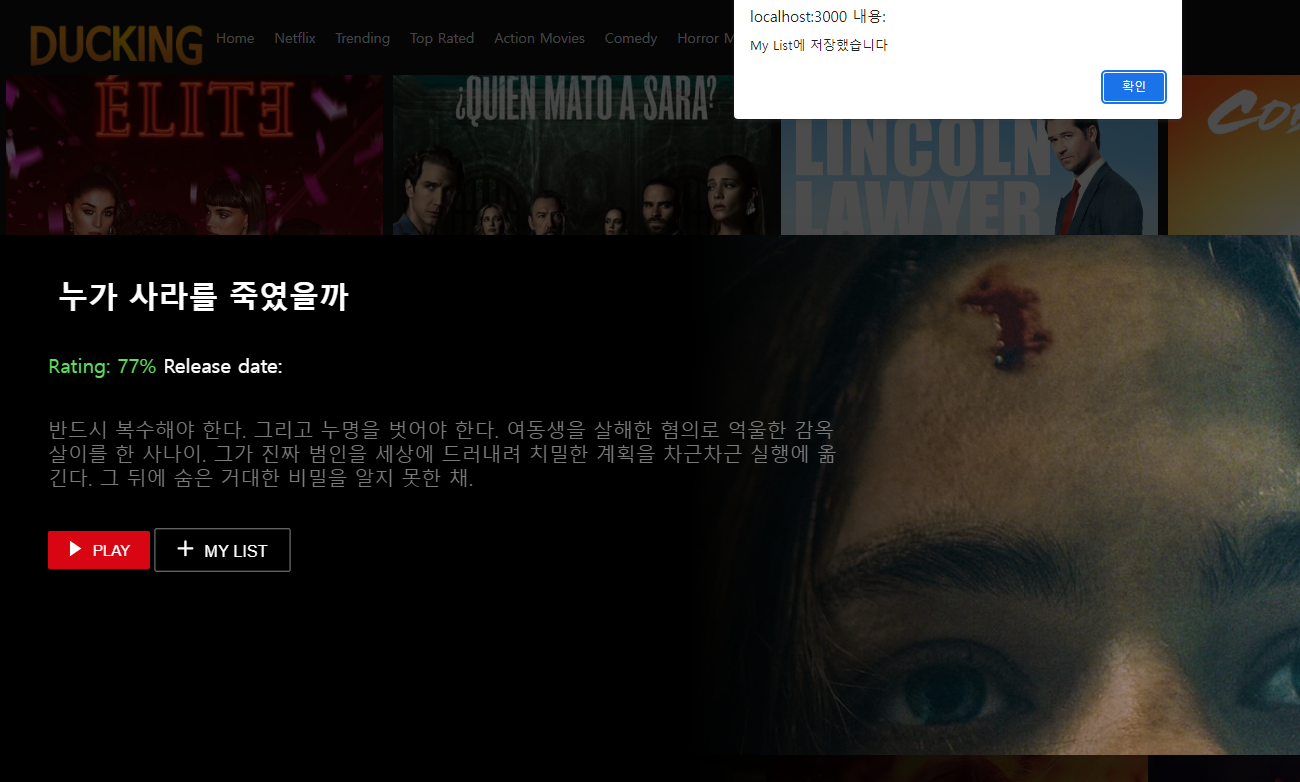 localhost:3000 내용:
My List에 저장했습니다
확인
DUCKING
Home Netflix Trending Top Rated Action Movies Comedy Horror M
ÉLITE
¿QUIÉN MATÓ A SARA?
LINCOLN
LAWYER
누가 사라를 죽였을까
Rating: 77% Release date:
반드시 복수해야 한다. 그리고 누명을 벗어야 한다. 여동생을 살해한 혐의로 억울한 감옥
살이를 한 사나이. 그가 진짜 범인을 세상에 드러내려 치밀한 계획을 차근차근 실행에 옮
긴다. 그 뒤에 숨은 거대한 비밀을 알지 못한 채.
PLAY MY LIST